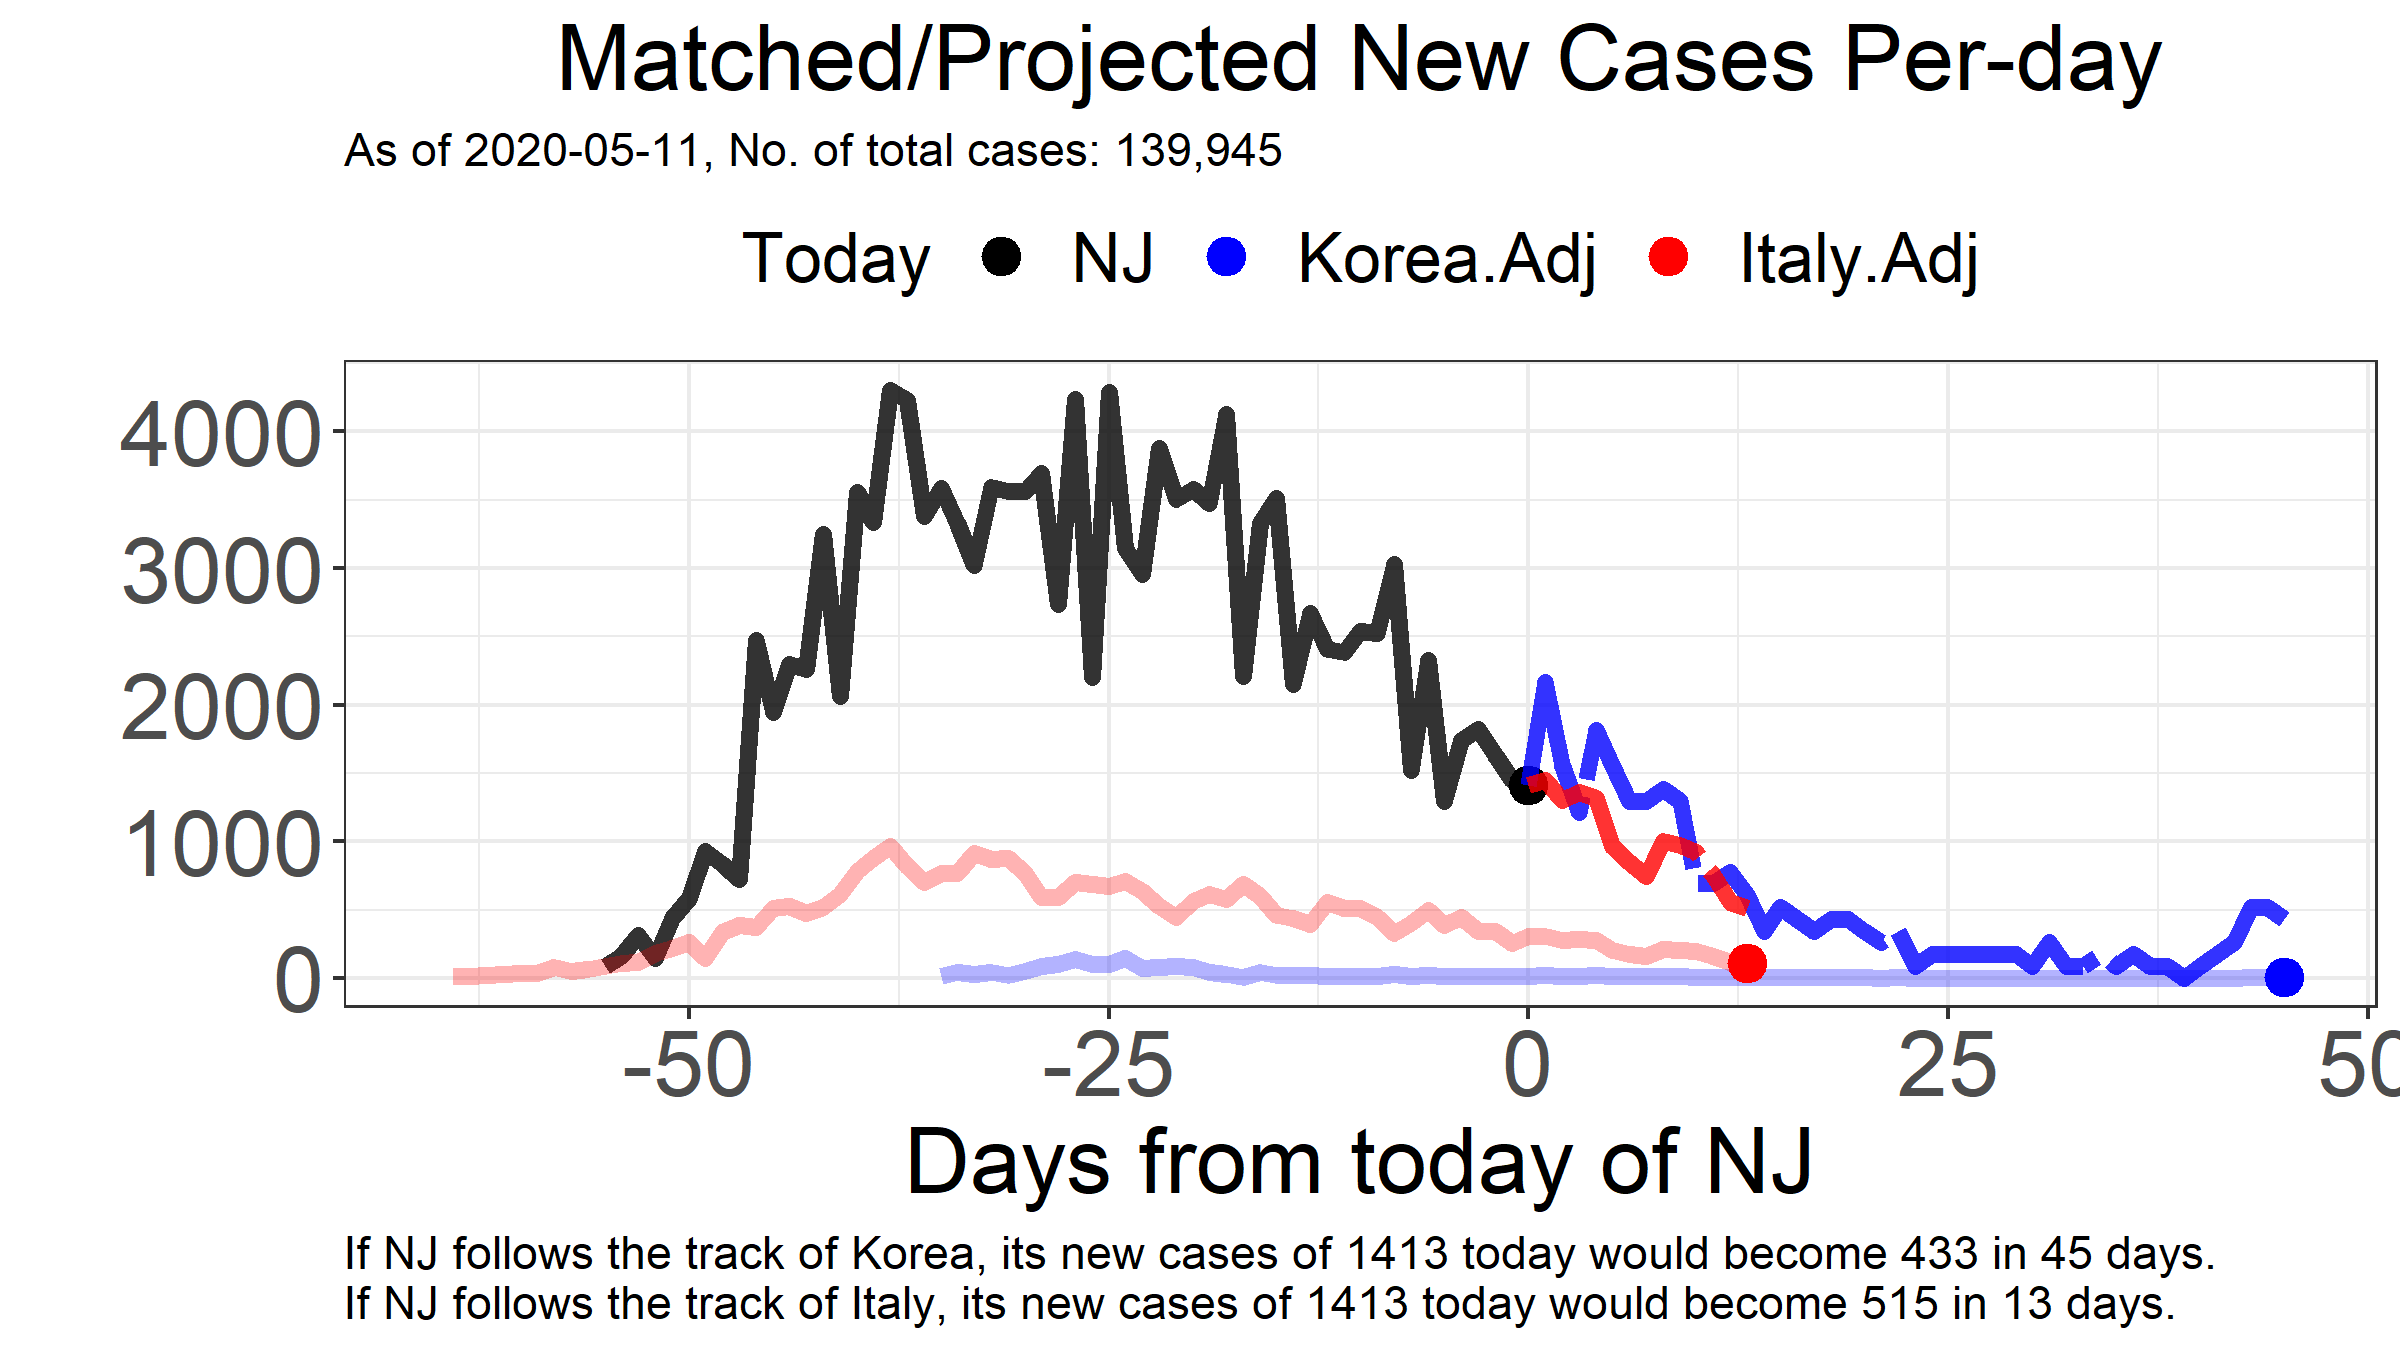 Matched/Projected New Cases Per-day
As of 2020-05-11, No. of total cases: 139,945
Today NJ Korea.Adj Italy.Adj
4000
3000
2000
1000
0
-50 -25 0 25 50
Days from today of NJ
If NJ follows the track of Korea, its new cases of 1413 today would become 433 in 45 days.
If NJ follows the track of Italy, its new cases of 1413 today would become 515 in 13 days.